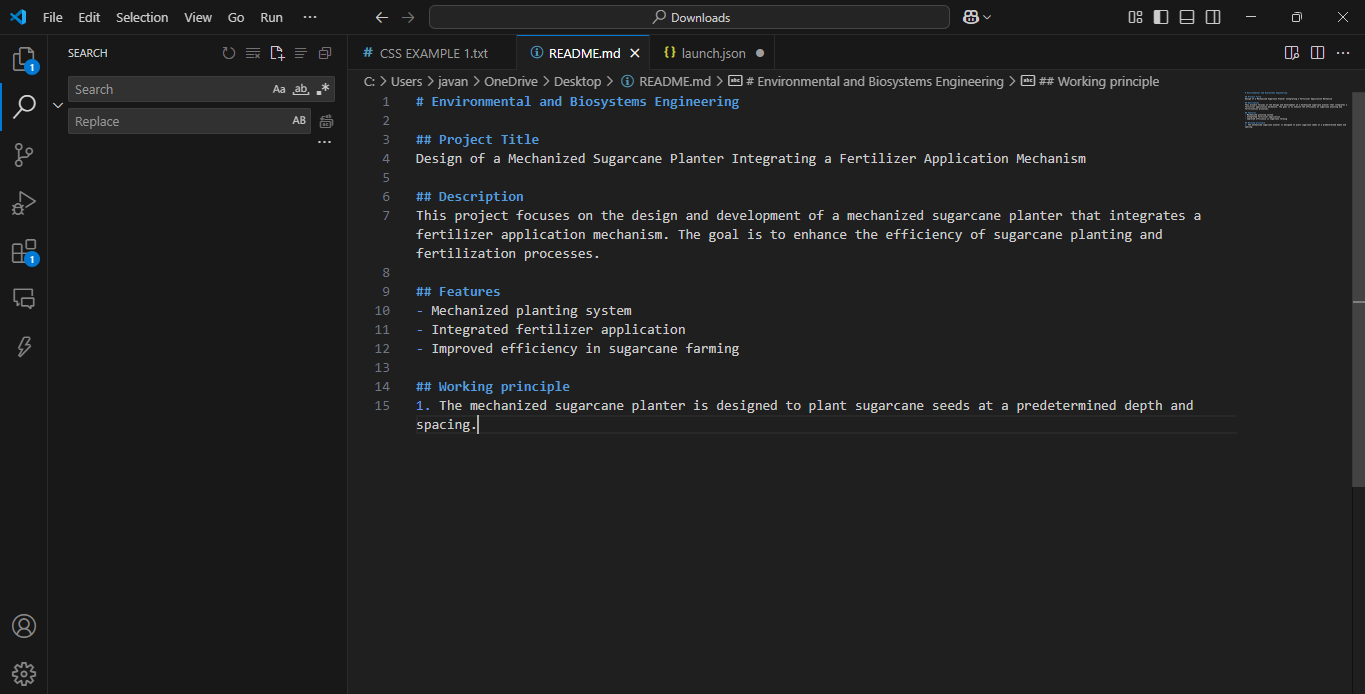 File Edit Selection View Go Run ···
Downloads
SEARCH
Search Aa ab .*
Replace AB
···
1
1
# CSS EXAMPLE 1.txt
README.md
{} launch.json
C: > Users > javan > OneDrive > Desktop > README.md > # Environmental and Biosystems Engineering > ## Working principle
1 # Environmental and Biosystems Engineering
2
3 ## Project Title
4 Design of a Mechanized Sugarcane Planter Integrating a Fertilizer Application Mechanism
5
6 ## Description
7 This project focuses on the design and development of a mechanized sugarcane planter that integrates a
fertilizer application mechanism. The goal is to enhance the efficiency of sugarcane planting and
fertilization processes.
8
9 ## Features
10 - Mechanized planting system
11 - Integrated fertilizer application
12 - Improved efficiency in sugarcane farming
13
14 ## Working principle
15 1. The mechanized sugarcane planter is designed to plant sugarcane seeds at a predetermined depth and
spacing.